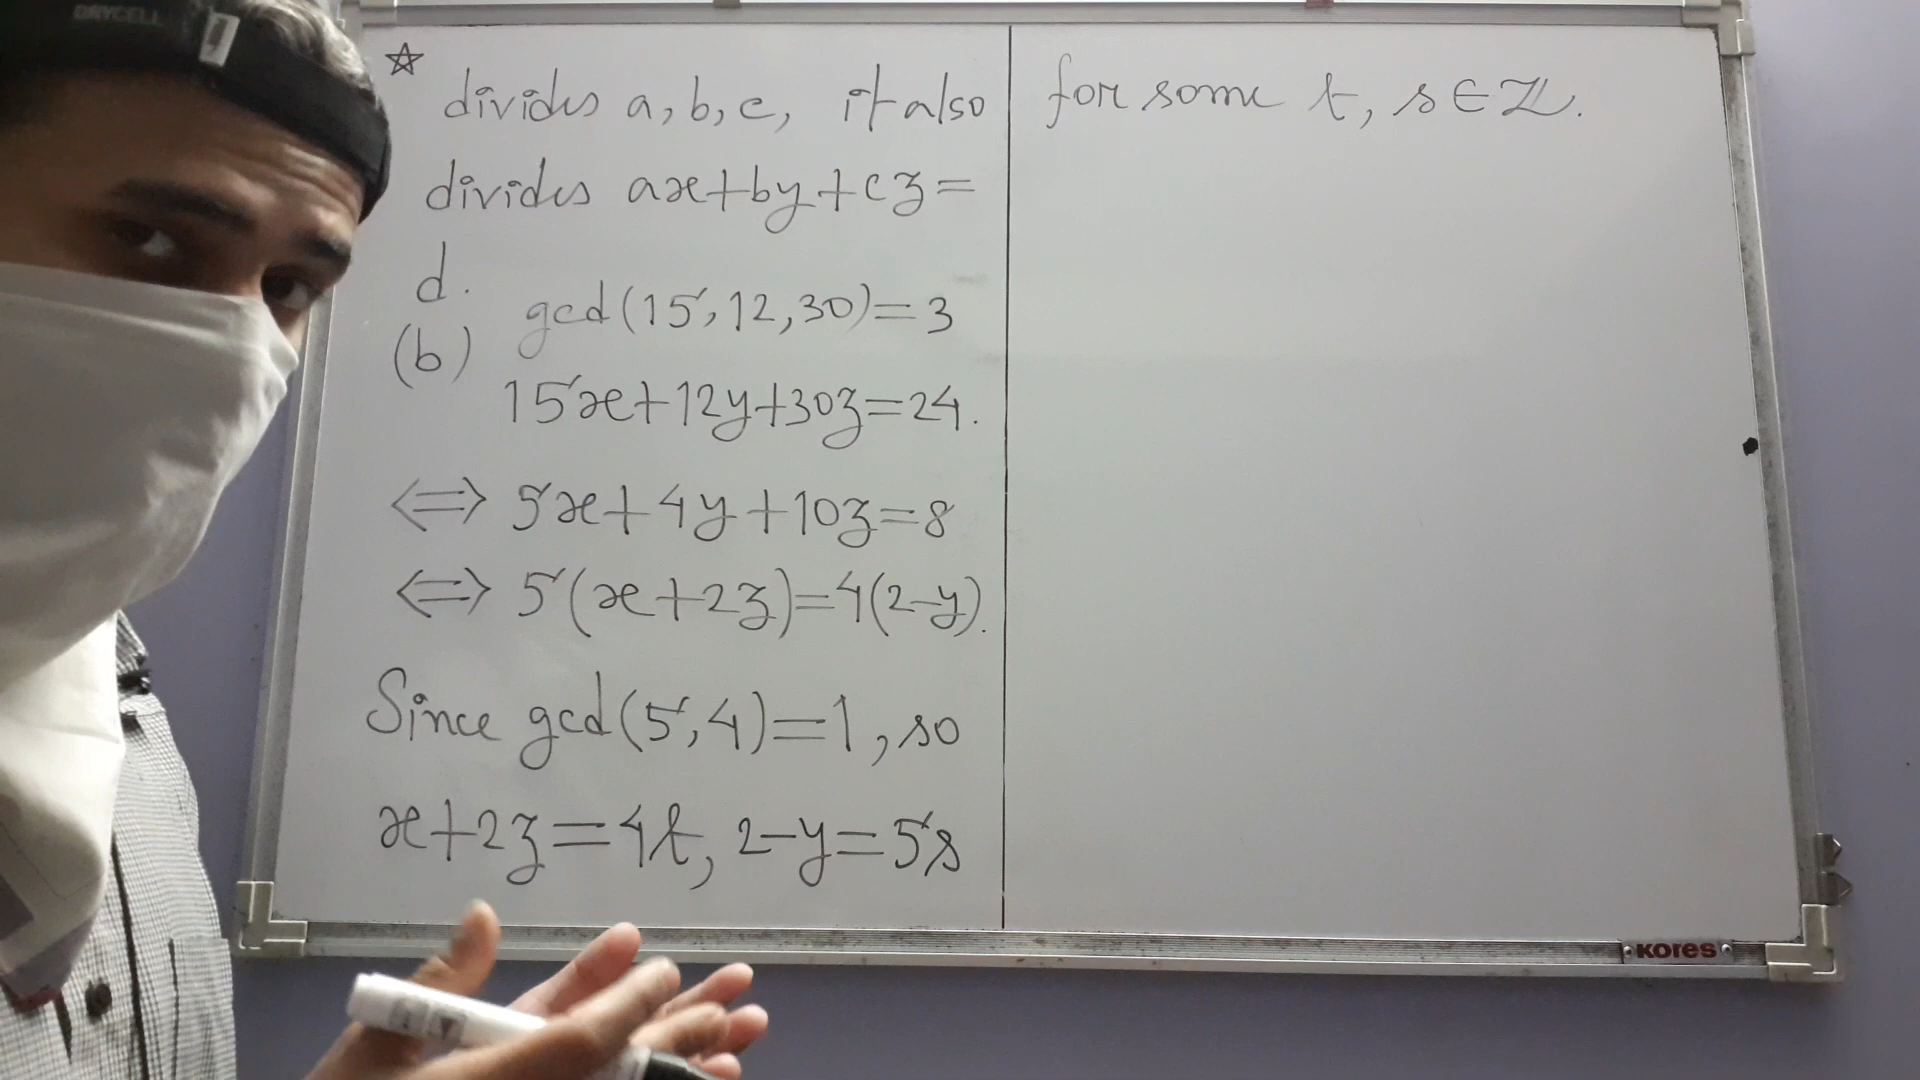 DRYCELL
☆
divides a, b, c, it also
divides ax+by+cz=
d.
(b) gcd(15,12,30)=3
15x+12y+30z=24.
⟺ 5x+4y+10z=8
⟺ 5(x+2z)=4(2-y).
Since gcd(5,4)=1, so
x+2z=4t, 2-y=5s
for some t, s∈ℤ.
KORES